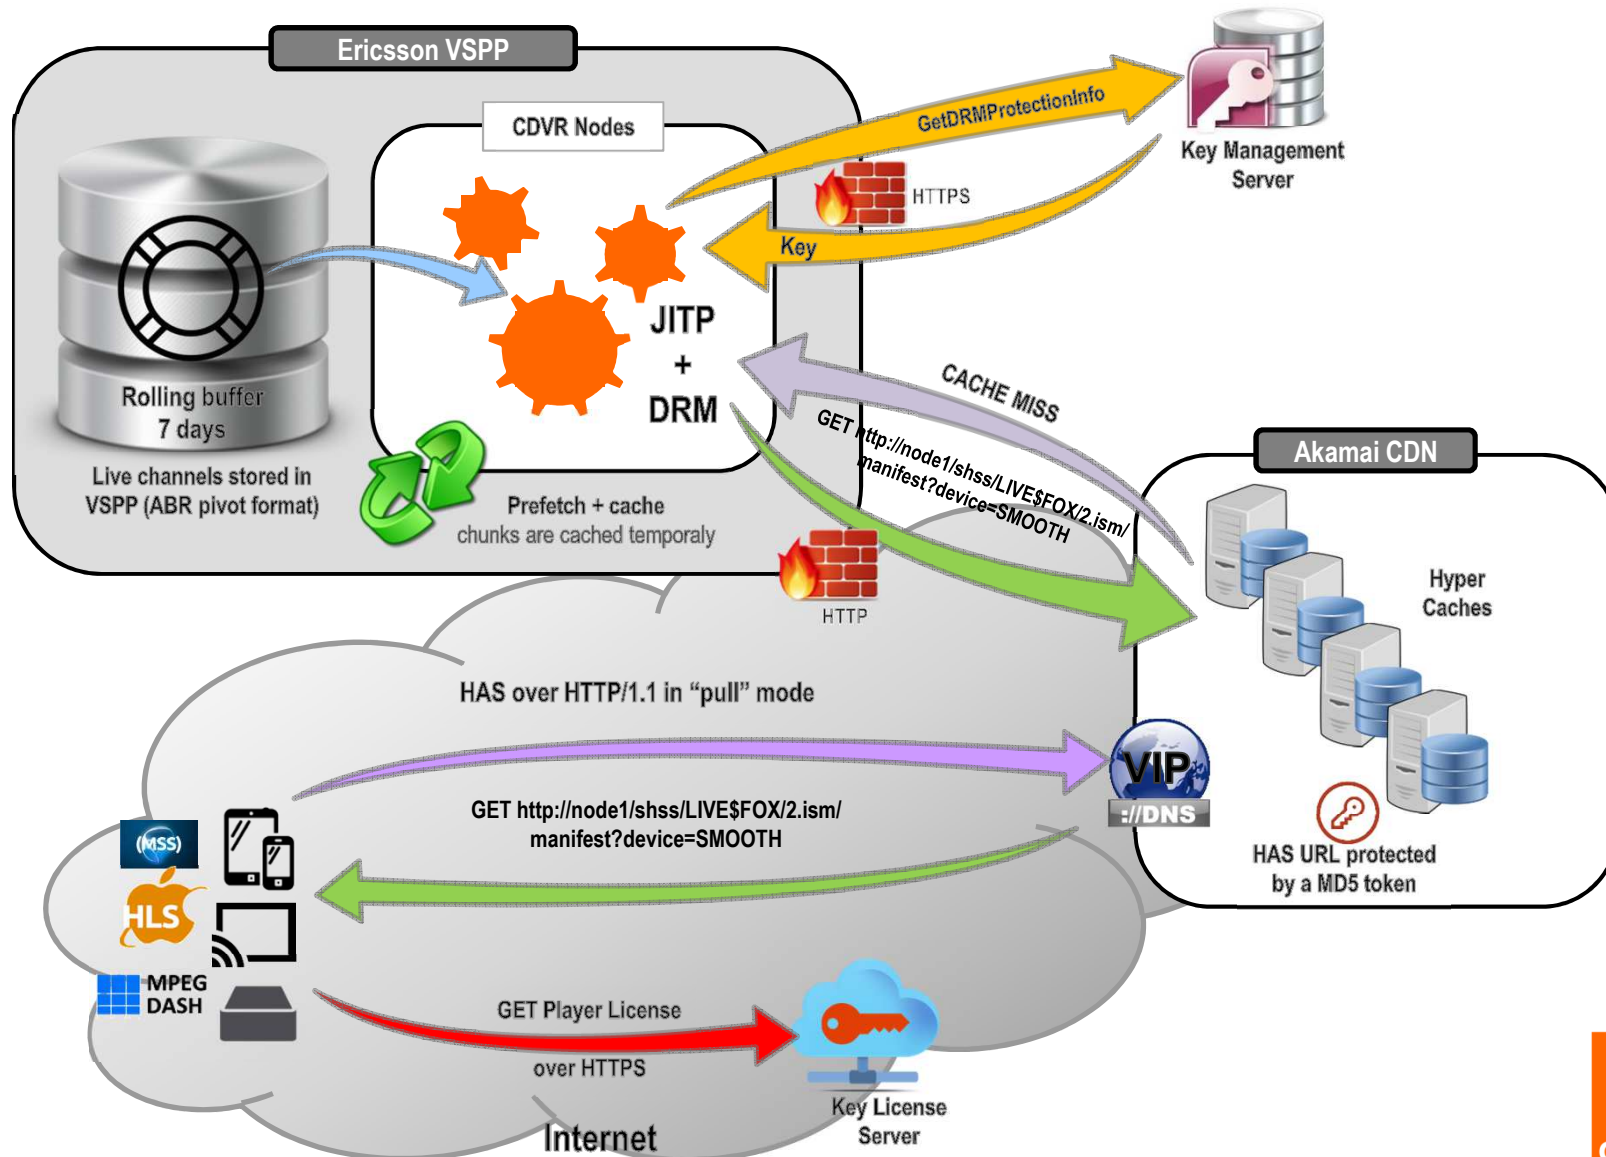 Ericsson VSPP
CDVR Nodes
GetDRMProtectionInfo
Key Management
Server
HTTPS
Key
JITP
+
DRM
Rolling buffer
7 days
Live channels stored in
VSPP (ABR pivot format)
Prefetch + cache
chunks are cached temporaly
CACHE MISS
GET http://node1/shss/LIVE$FOX/2.ism/
manifest?device=SMOOTH
HTTP
Akamai CDN
Hyper
Caches
HAS over HTTP/1.1 in “pull” mode
VIP
://DNS
GET http://node1/shss/LIVE$FOX/2.ism/
manifest?device=SMOOTH
HAS URL protected
by a MD5 token
(MSS)
HLS
MPEG
DASH
GET Player License
over HTTPS
Key License
Server
Internet